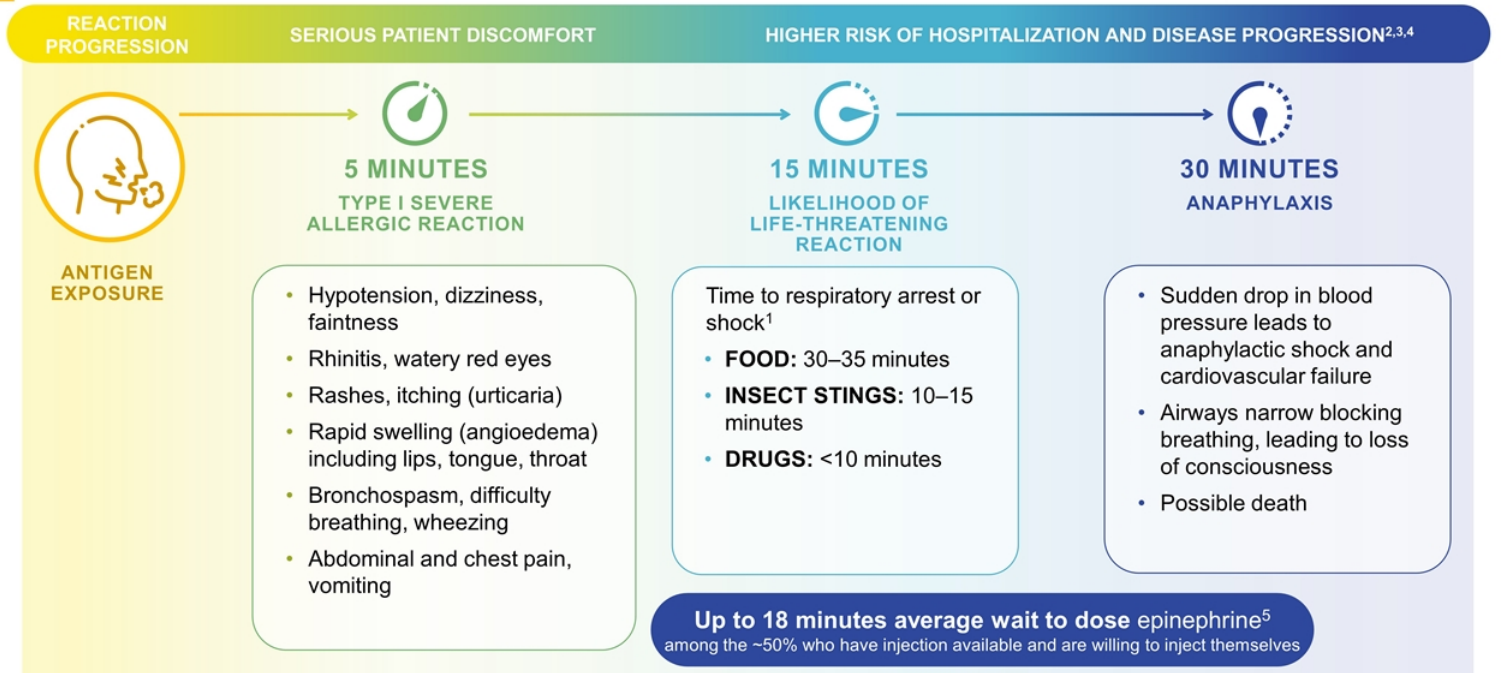 REACTION
PROGRESSION
SERIOUS PATIENT DISCOMFORT
HIGHER RISK OF HOSPITALIZATION AND DISEASE PROGRESSION2,3,4
ANTIGEN
EXPOSURE
5 MINUTES
TYPE I SEVERE
ALLERGIC REACTION
• Hypotension, dizziness,
faintness
• Rhinitis, watery red eyes
• Rashes, itching (urticaria)
• Rapid swelling (angioedema)
including lips, tongue, throat
• Bronchospasm, difficulty
breathing, wheezing
• Abdominal and chest pain,
vomiting
15 MINUTES
LIKELIHOOD OF
LIFE-THREATENING
REACTION
Time to respiratory arrest or
shock1
• FOOD: 30–35 minutes
• INSECT STINGS: 10–15
minutes
• DRUGS: <10 minutes
30 MINUTES
ANAPHYLAXIS
• Sudden drop in blood
pressure leads to
anaphylactic shock and
cardiovascular failure
• Airways narrow blocking
breathing, leading to loss
of consciousness
• Possible death
Up to 18 minutes average wait to dose epinephrine5
among the ~50% who have injection available and are willing to inject themselves